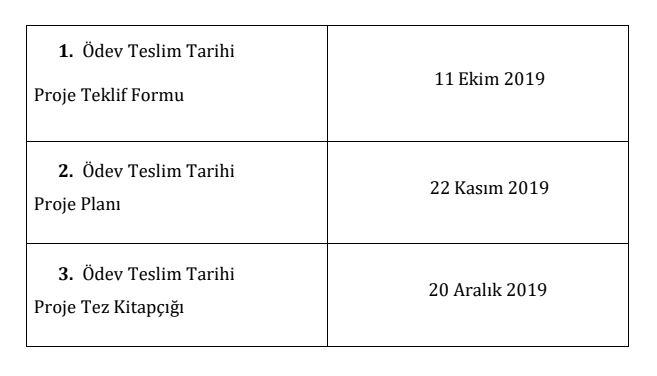 1. Ödev Teslim Tarihi
Proje Teklif Formu
11 Ekim 2019
2. Ödev Teslim Tarihi
Proje Planı
22 Kasım 2019
3. Ödev Teslim Tarihi
Proje Tez Kitapçığı
20 Aralık 2019